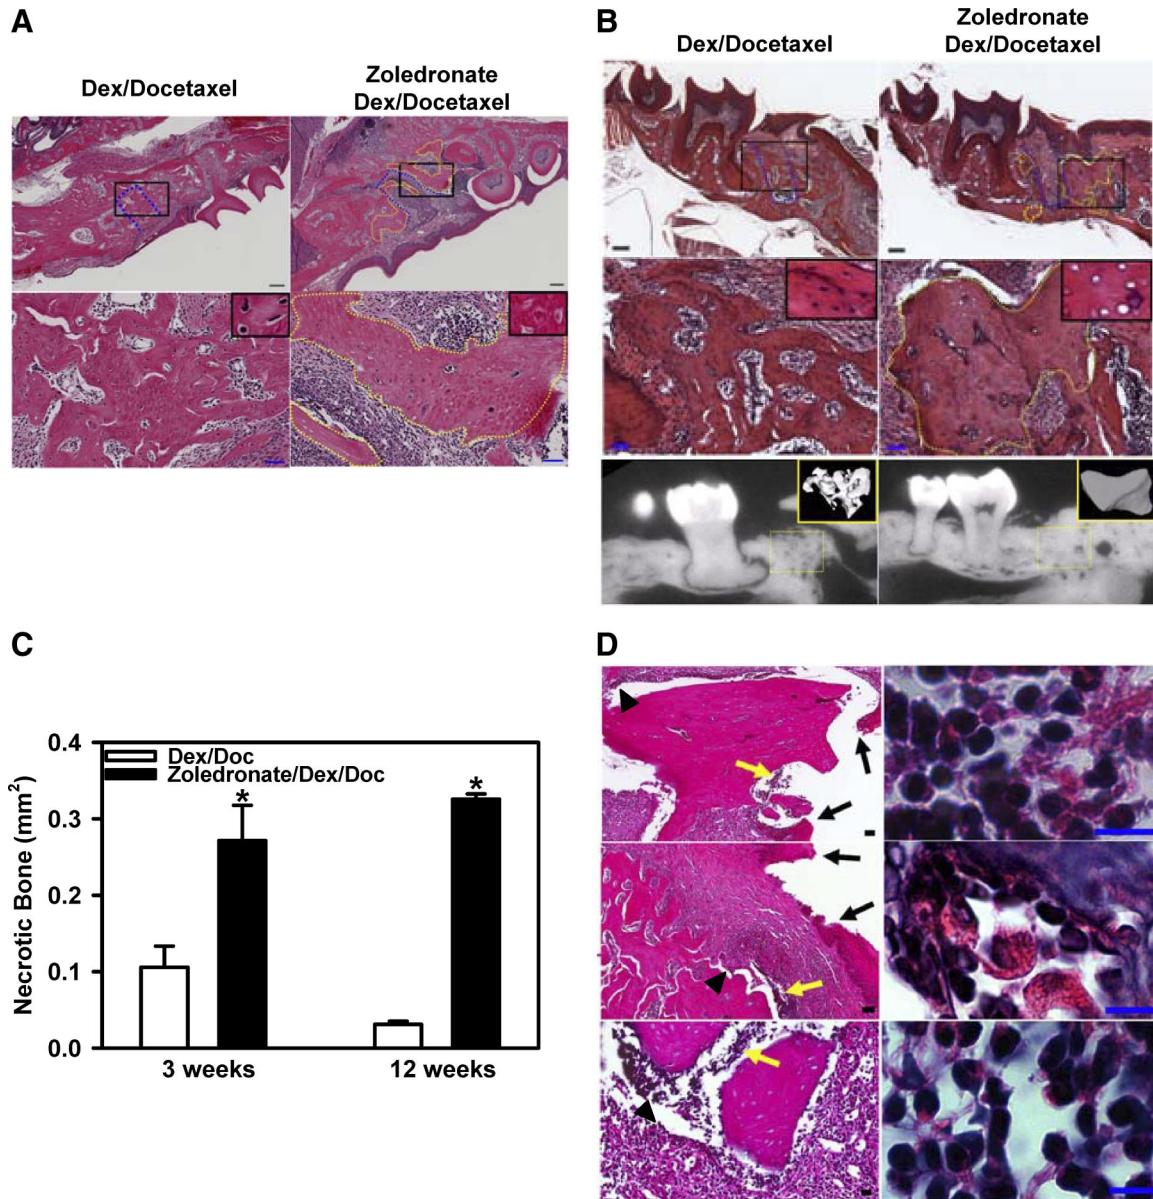 A
Dex/Docetaxel
Zoledronate
Dex/Docetaxel
B
Dex/Docetaxel
Zoledronate
Dex/Docetaxel
C
0.4
0.3
0.2
0.1
0.0
Necrotic Bone (mm²)
Dex/Doc
Zoledronate/Dex/Doc
*
*
3 weeks
12 weeks
D